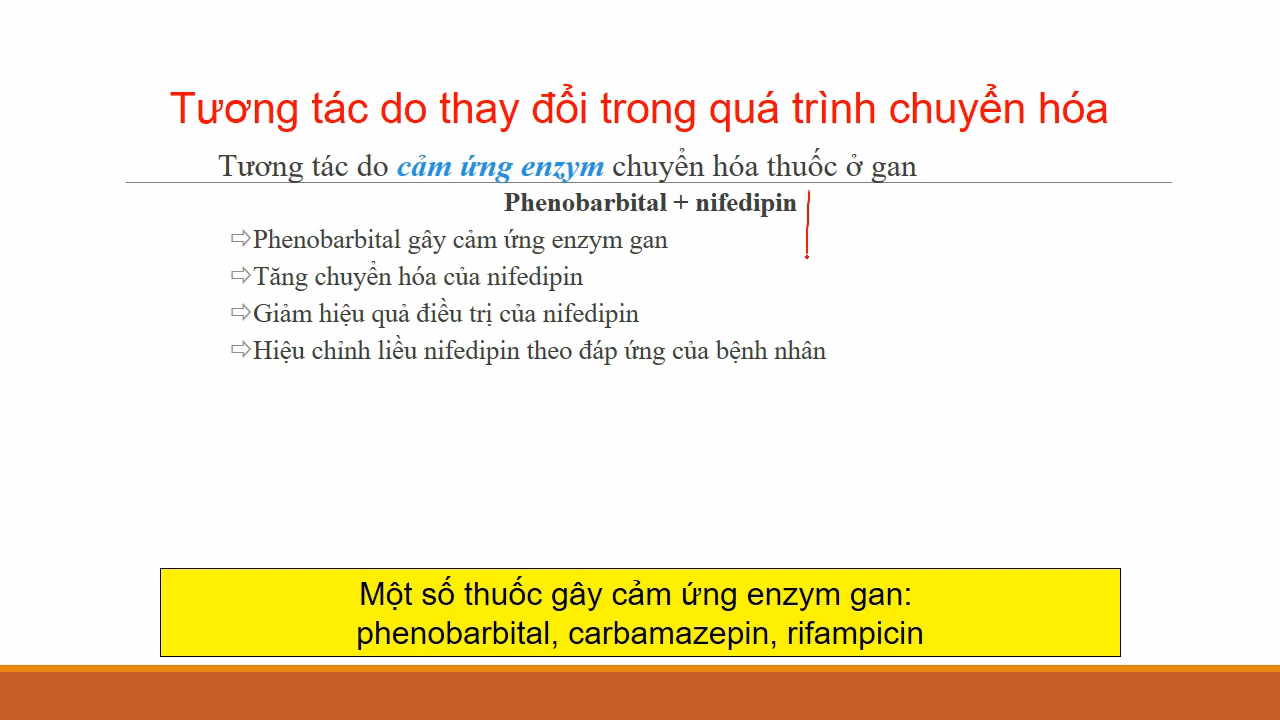 Tương tác do thay đổi trong quá trình chuyển hóa
Tương tác do cảm ứng enzym chuyển hóa thuốc ở gan
Phenobarbital + nifedipin
⇨Phenobarbital gây cảm ứng enzym gan
⇨Tăng chuyển hóa của nifedipin
⇨Giảm hiệu quả điều trị của nifedipin
⇨Hiệu chỉnh liều nifedipin theo đáp ứng của bệnh nhân
Một số thuốc gây cảm ứng enzym gan:
phenobarbital, carbamazepin, rifampicin